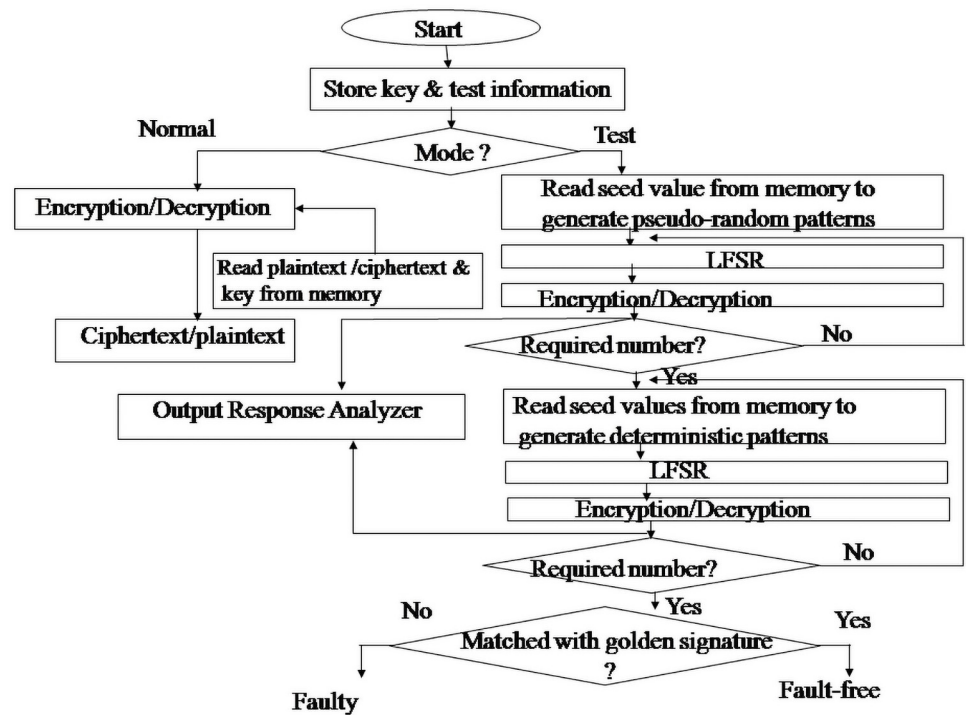 Start
Store key & test information
Normal
Test
Mode ?
Encryption/Decryption
Read seed value from memory to
generate pseudo-random patterns
Read plaintext /ciphertext &
key from memory
LFSR
Encryption/Decryption
Ciphertext/plaintext
Required number?
No
Yes
Output Response Analyzer
Read seed values from memory to
generate deterministic patterns
LFSR
Encryption/Decryption
Required number?
No
Yes
No
Yes
Matched with golden signature
?
Faulty
Fault-free